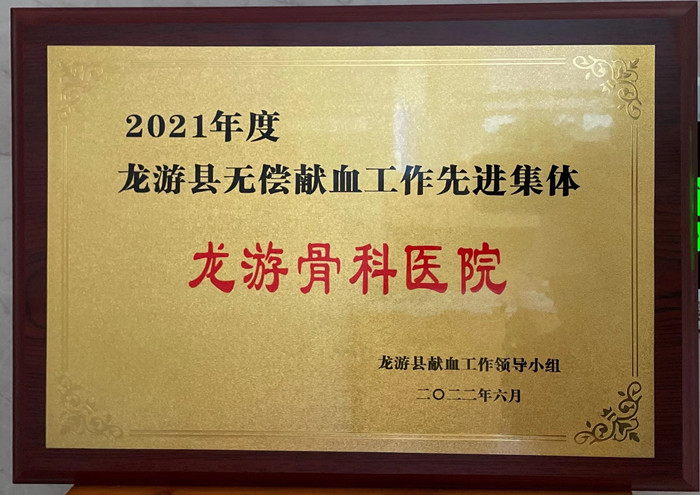 2021年度
龙游县无偿献血工作先进集体
龙游骨科医院
龙游县献血工作领导小组
二〇二二年六月